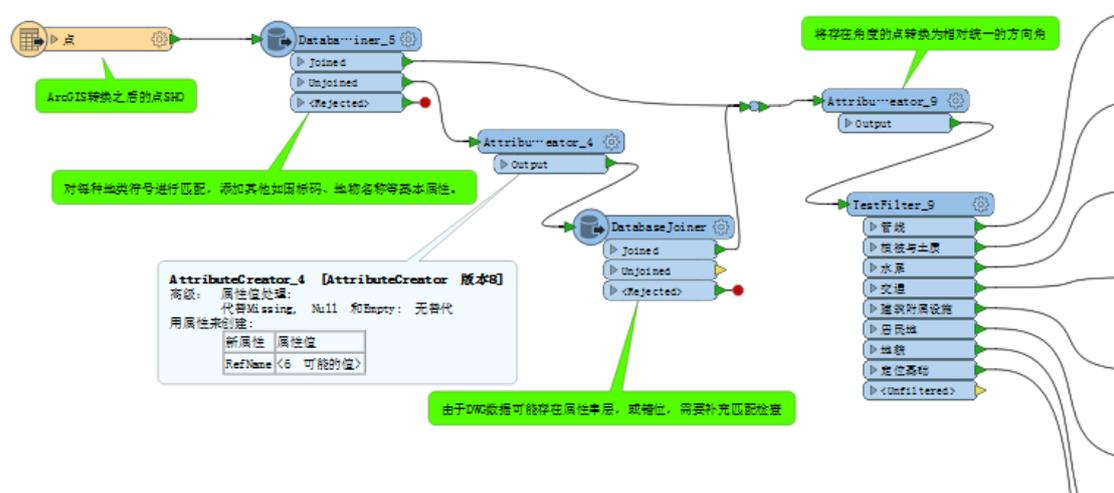 点
ArcGIS转换之后的点SHO
Databa…iner_5
Joined
Unjoined
<Rejected>
对每种地类符号进行匹配，添加其他如国标码、地物名称等基本属性。
Attribu…eator_4
Output
AttributeCreator_4 [AttributeCreator 版本8]
高级： 属性值处理：
代替Missing, Null 和Empty: 无替代
用属性来创建：
新属性 属性值
RefName <6 可能的值>
DatabaseJoiner
Joined
Unjoined
<Rejected>
由于DWG数据可能存在属性串层，或错位，需要补充匹配检查
将存在角度的点转换为相对统一的方向角
Attribu…eator_9
Output
TestFilter_9
管线
植被与土质
水系
交通
建筑附属设施
居民地
地貌
定位基础
<Unfiltered>